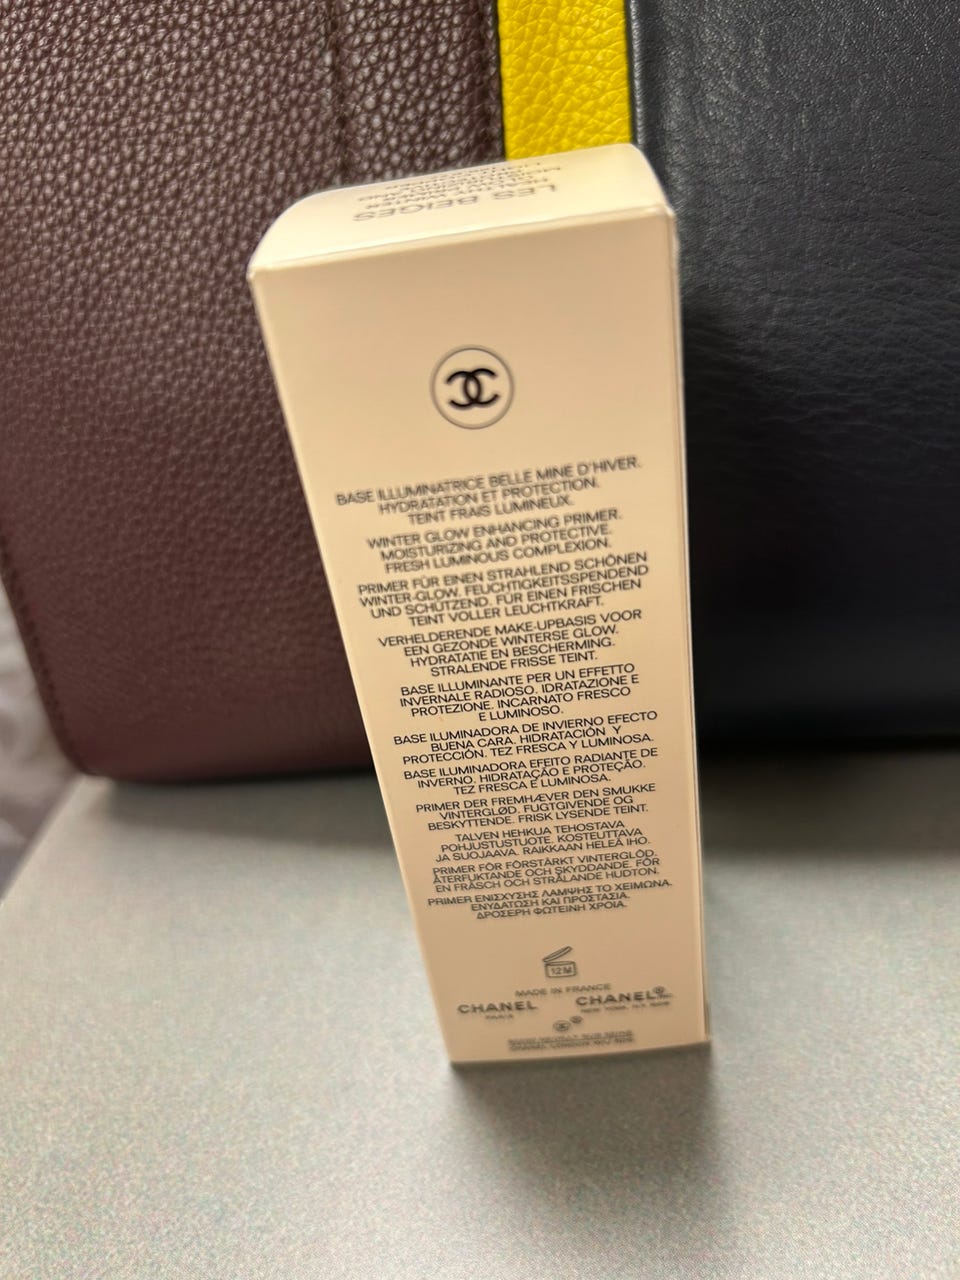 LES BEIGES
BASE ILLUMINATRICE BELLE MINE D'HIVER.
HYDRATATION ET PROTECTION.
TEINT FRAIS LUMINEUX.
WINTER GLOW ENHANCING PRIMER.
MOISTURIZING AND PROTECTIVE.
FRESH LUMINOUS COMPLEXION.
PRIMER FÜR EINEN STRAHLEND SCHÖNEN
WINTER-GLOW. FEUCHTIGKEITSSPENDEND
UND SCHÜTZEND. FÜR EINEN FRISCHEN
TEINT VOLLER LEUCHTKRAFT.
VERHELDERENDE MAKE-UPBASIS VOOR
EEN GEZONDE WINTERSE GLOW.
HYDRATATIE EN BESCHERMING.
STRALENDE FRISSE TEINT.
BASE ILLUMINANTE PER UN EFFETTO
INVERNALE RADIOSO. IDRATAZIONE E
PROTEZIONE. INCARNATO FRESCO
E LUMINOSO.
BASE ILUMINADORA DE INVIERNO EFECTO
BUENA CARA. HIDRATACIÓN Y
PROTECCIÓN. TEZ FRESCA Y LUMINOSA.
BASE ILUMINADORA EFEITO RADIANTE DE
INVERNO. HIDRATAÇÃO E PROTEÇÃO.
TEZ FRESCA E LUMINOSA.
PRIMER DER FREMHÆVER DEN SMUKKE
VINTERGLØD. FUGTGIVENDE OG
BESKYTTENDE. FRISK LYSENDE TEINT.
TALVEN HEHKUA TEHOSTAVA
POHJUSTUSTUOTE. KOSTEUTTAVA
JA SUOJAAVA. RAIKKAAN HELEÄ IHO.
PRIMER FÖR FÖRSTÄRKT VINTERGLÖD.
ÅTERFUKTANDE OCH SKYDDANDE. FÖR
EN FRÄSCH OCH STRÅLANDE HUDTON.
PRIMER ΕΝΙΣΧΥΣΗΣ ΛΑΜΨΗΣ ΤΟ ΧΕΙΜΩΝΑ.
ΕΝΥΔΑΤΩΣΗ ΚΑΙ ΠΡΟΣΤΑΣΙΑ.
ΔΡΟΣΕΡΗ ΦΩΤΕΙΝΗ ΧΡΟΙΑ.
12 M
MADE IN FRANCE
CHANEL CHANEL®
PARIS NEW YORK, N.Y.